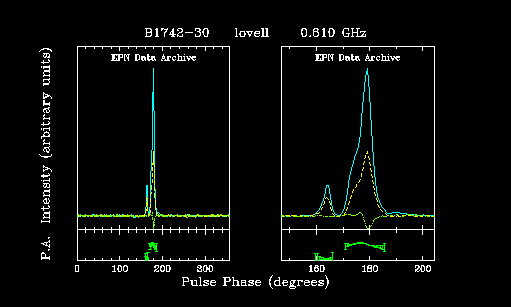 B1742-30 lovell 0.610 GHz
EPN Data Archive EPN Data Archive
Intensity (arbitrary units)
P.A.
0 100 200 300 160 180 200
Pulse Phase (degrees)